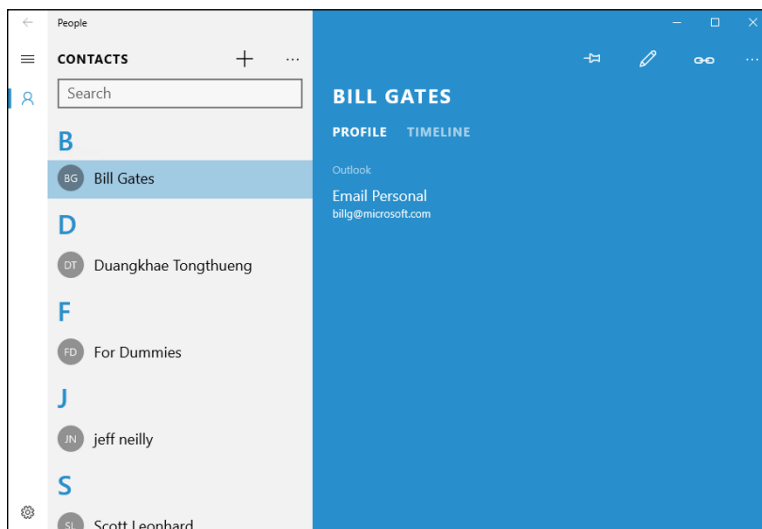 People
CONTACTS
Search
B
BG Bill Gates
D
DT Duangkhae Tongthueng
F
FD For Dummies
J
JN jeff neilly
S
SL Scott Leonhard
BILL GATES
PROFILE TIMELINE
Outlook
Email Personal
billg@microsoft.com